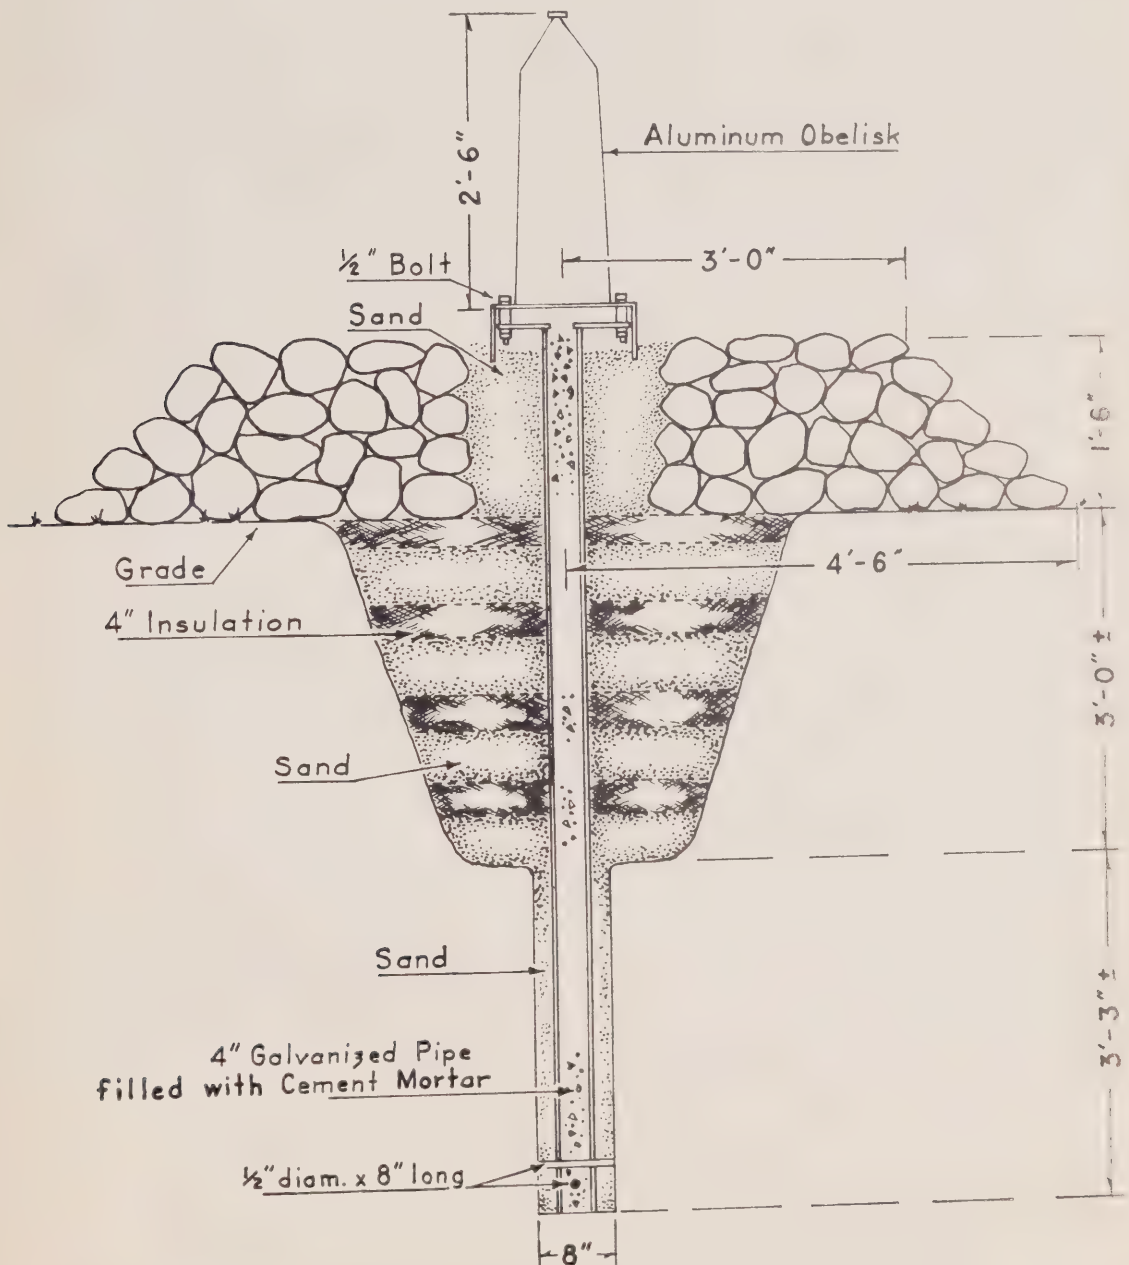 2'-6"
Aluminum Obelisk
½" Bolt
3'-0"
Sand
1'-6"
Grade
4'-6"
4" Insulation
3'-0" ±
Sand
Sand
3'-3" ±
4" Galvanized Pipe
filled with Cement Mortar
½" diam. x 8" long
8"